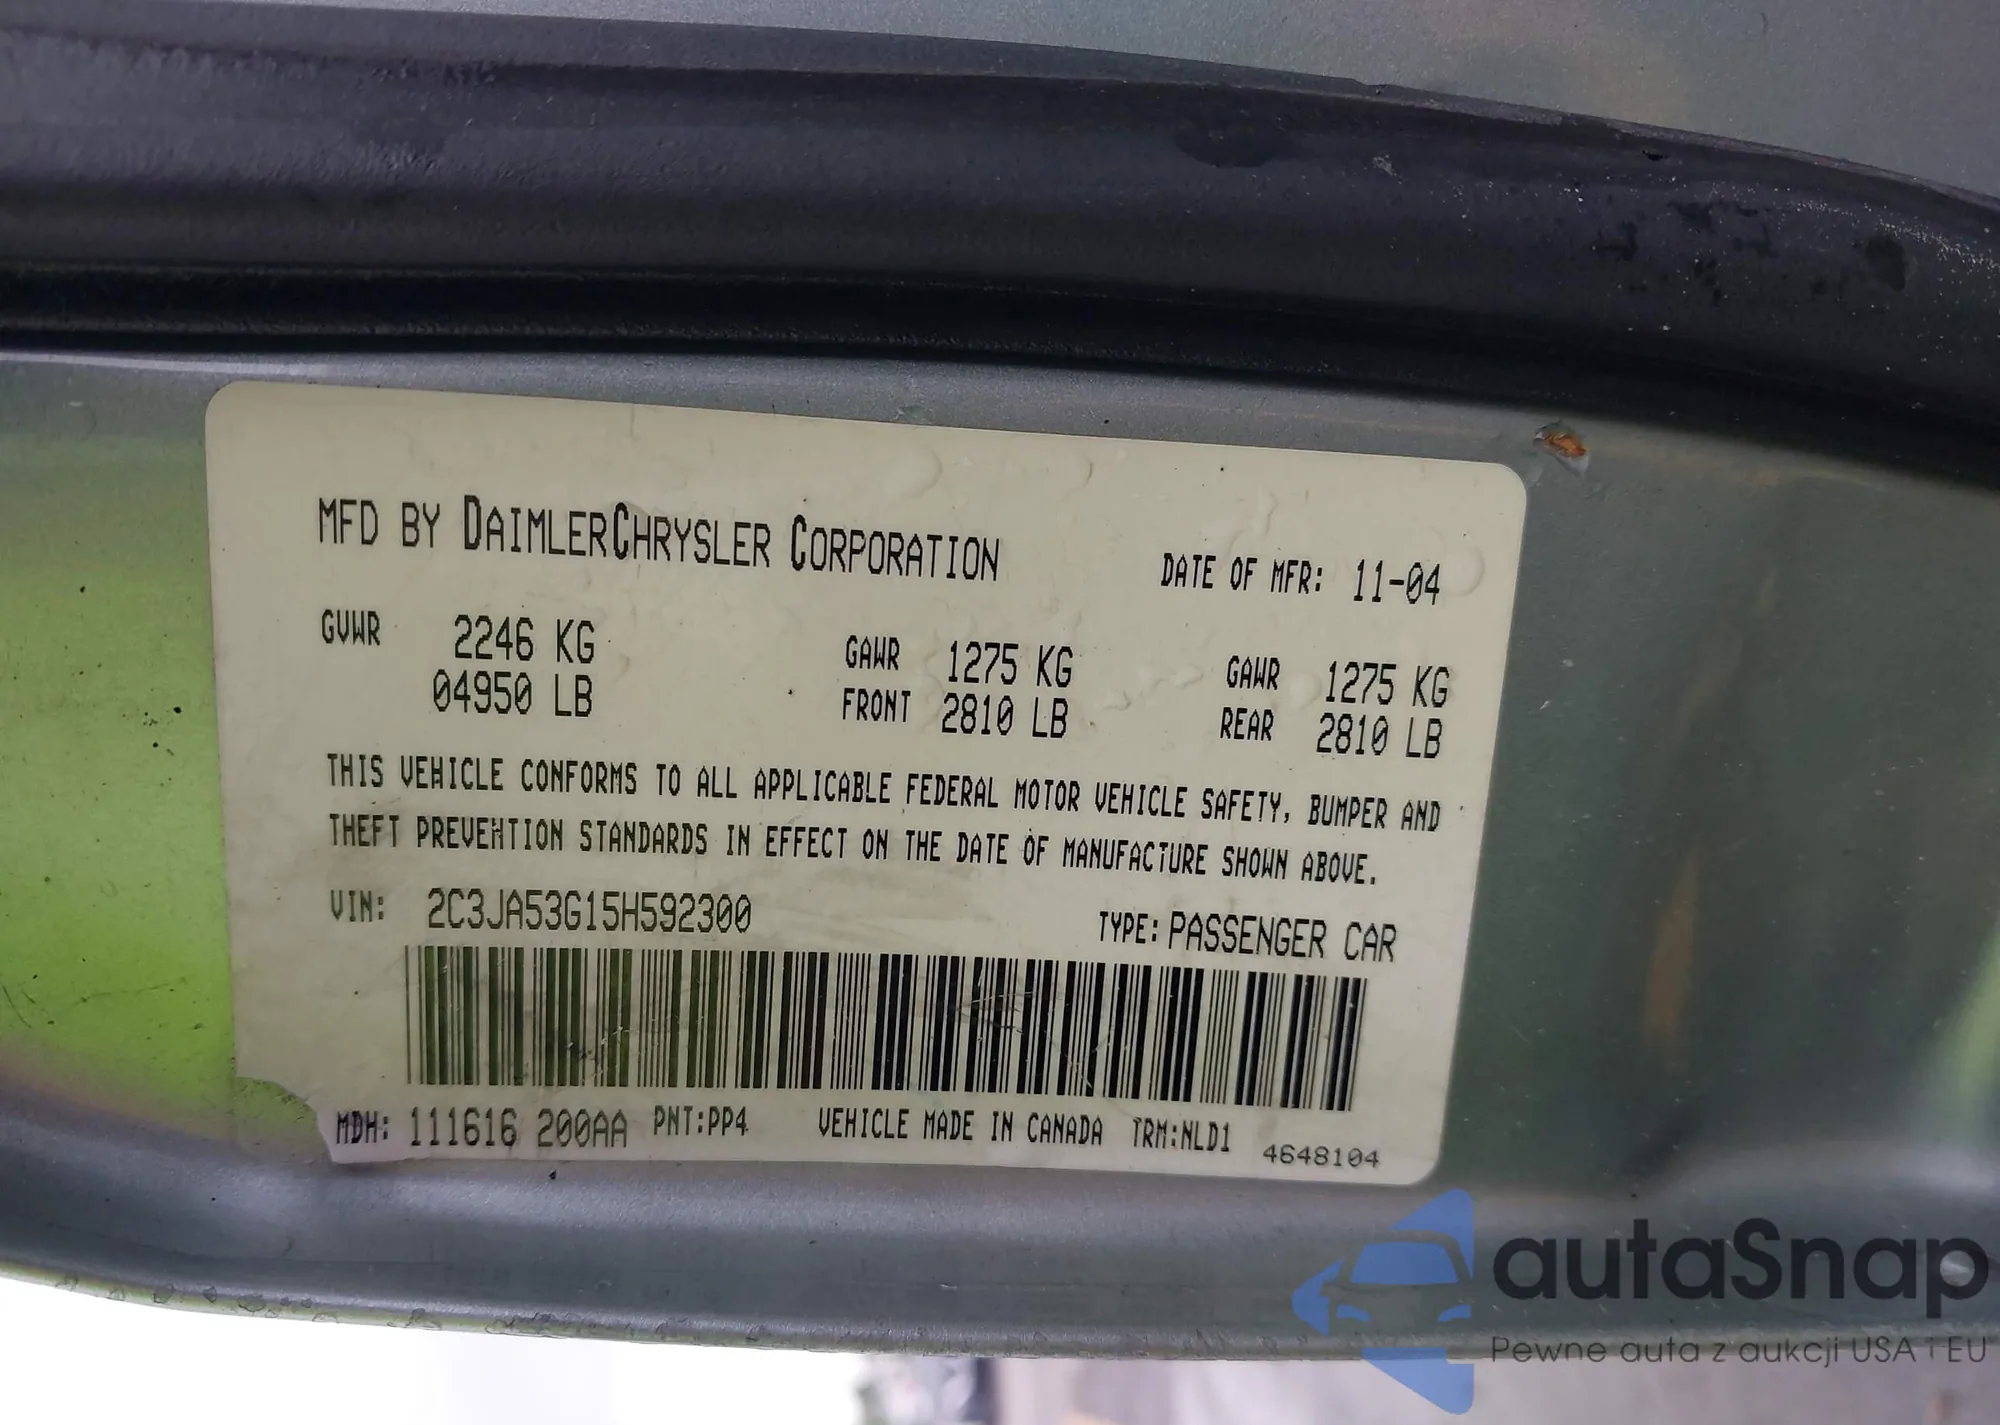 MFD BY DAIMLERCHRYSLER CORPORATION
DATE OF MFR: 11-04
GVWR 2246 KG
04950 LB
GAWR 1275 KG
FRONT 2810 LB
GAWR 1275 KG
REAR 2810 LB
THIS VEHICLE CONFORMS TO ALL APPLICABLE FEDERAL MOTOR VEHICLE SAFETY, BUMPER AND
THEFT PREVENTION STANDARDS IN EFFECT ON THE DATE OF MANUFACTURE SHOWN ABOVE.
VIN: 2C3JA53G15H592300
TYPE: PASSENGER CAR
MDH: 111616 200AA PNT:PP4 VEHICLE MADE IN CANADA TRM:NLD1 4648104
autaSnap
Pewne auta z aukcji USA i EU